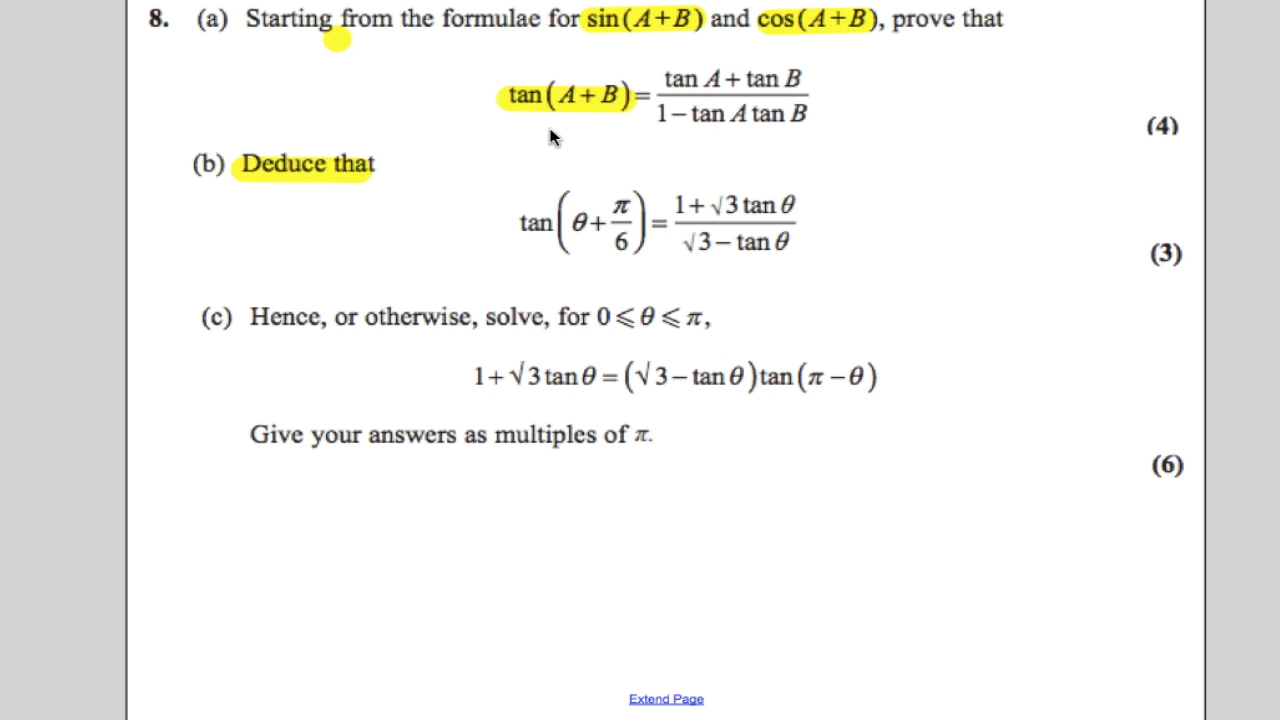 8. (a) Starting from the formulae for sin(A+B) and cos(A+B), prove that
tan(A+B)= (tan A+tan B)/(1−tan A tan B)
(4)
(b) Deduce that
tan(θ+π/6)= (1+√3 tan θ)/(√3−tan θ)
(3)
(c) Hence, or otherwise, solve, for 0⩽θ⩽π,
1+√3 tan θ=(√3−tan θ)tan(π−θ)
Give your answers as multiples of π.
(6)
Extend Page